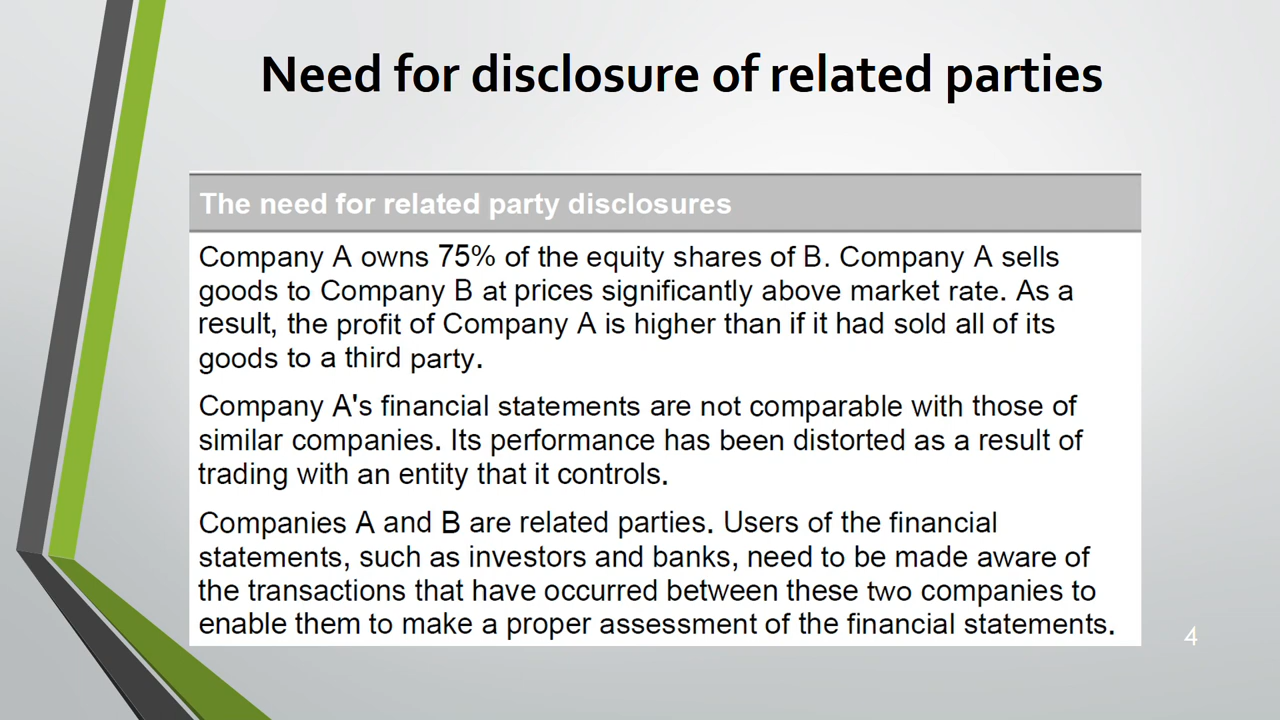 Need for disclosure of related parties
The need for related party disclosures
Company A owns 75% of the equity shares of B. Company A sells
goods to Company B at prices significantly above market rate. As a
result, the profit of Company A is higher than if it had sold all of its
goods to a third party.
Company A's financial statements are not comparable with those of
similar companies. Its performance has been distorted as a result of
trading with an entity that it controls.
Companies A and B are related parties. Users of the financial
statements, such as investors and banks, need to be made aware of
the transactions that have occurred between these two companies to
enable them to make a proper assessment of the financial statements.
4